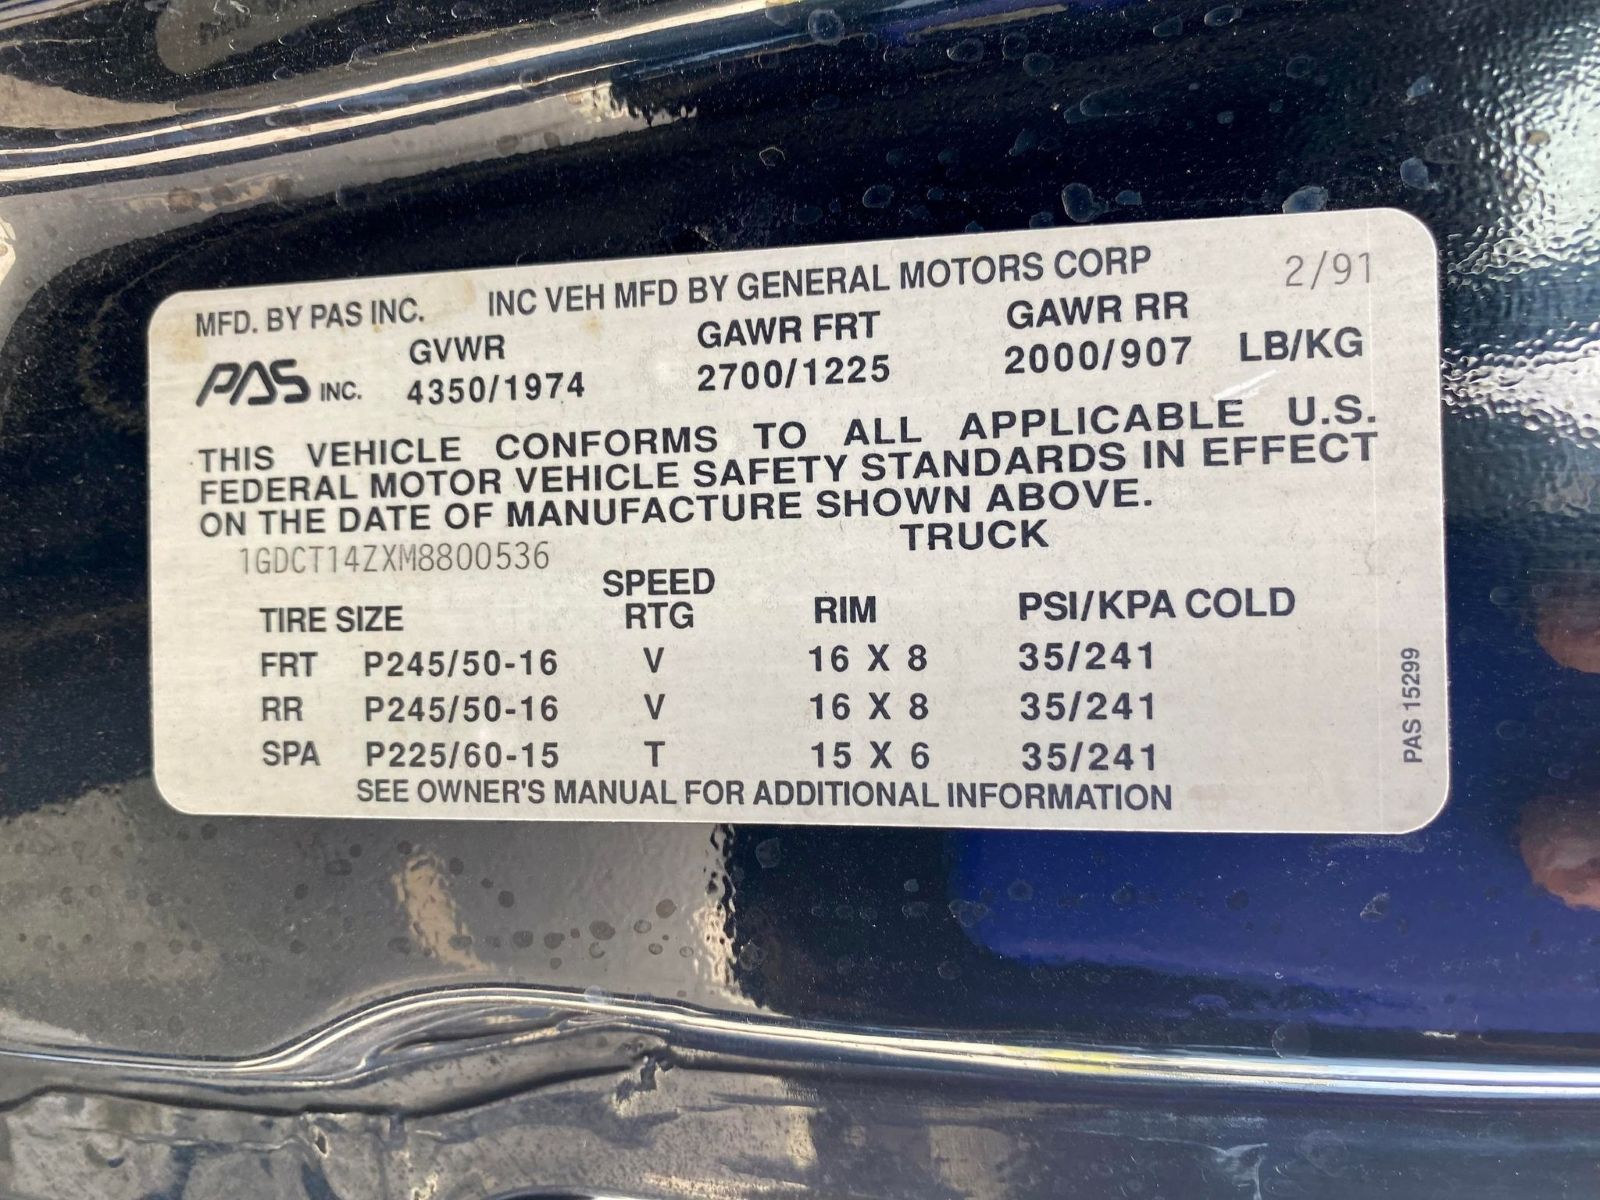 MFD. BY PAS INC. INC VEH MFD BY GENERAL MOTORS CORP 2/91
GVWR GAWR FRT GAWR RR
PAS INC. 4350/1974 2700/1225 2000/907 LB/KG
THIS VEHICLE CONFORMS TO ALL APPLICABLE U.S.
FEDERAL MOTOR VEHICLE SAFETY STANDARDS IN EFFECT
ON THE DATE OF MANUFACTURE SHOWN ABOVE.
1GDCT14ZXM8800536 TRUCK
TIRE SIZE SPEED RTG RIM PSI/KPA COLD
FRT P245/50-16 V 16 X 8 35/241
RR P245/50-16 V 16 X 8 35/241
SPA P225/60-15 T 15 X 6 35/241
SEE OWNER'S MANUAL FOR ADDITIONAL INFORMATION
PAS 15299